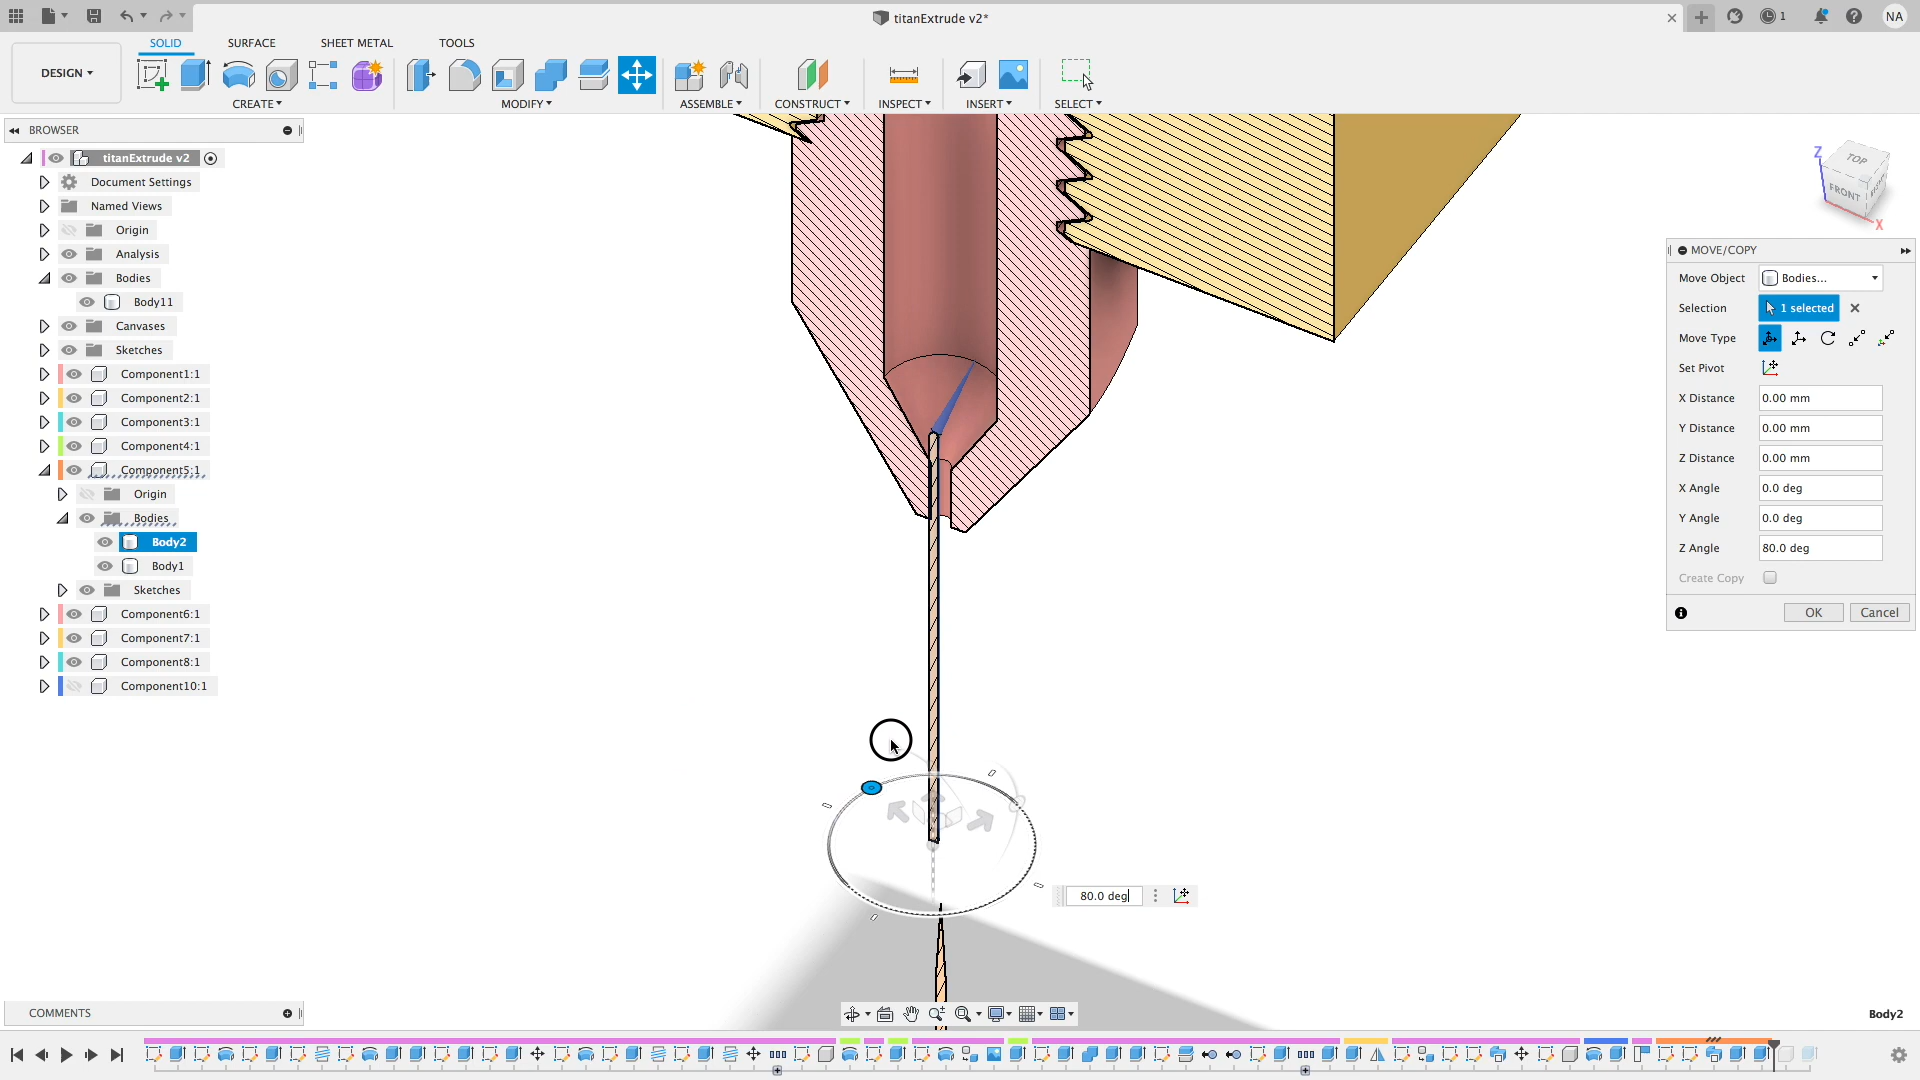 titanExtrude v2*
1
NA
DESIGN
SOLID
SURFACE
SHEET METAL
TOOLS
CREATE
MODIFY
ASSEMBLE
CONSTRUCT
INSPECT
INSERT
SELECT
BROWSER
titanExtrude v2
Document Settings
Named Views
Origin
Analysis
Bodies
Body11
Canvases
Sketches
Component1:1
Component2:1
Component3:1
Component4:1
Component5:1
Origin
Bodies
Body2
Body1
Sketches
Component6:1
Component7:1
Component8:1
Component10:1
Z
TOP
FRONT
X
MOVE/COPY
Move Object
Bodies...
Selection
1 selected
Move Type
Set Pivot
X Distance
0.00 mm
Y Distance
0.00 mm
Z Distance
0.00 mm
X Angle
0.0 deg
Y Angle
0.0 deg
Z Angle
80.0 deg
Create Copy
OK
Cancel
80.0 deg
COMMENTS
Body2